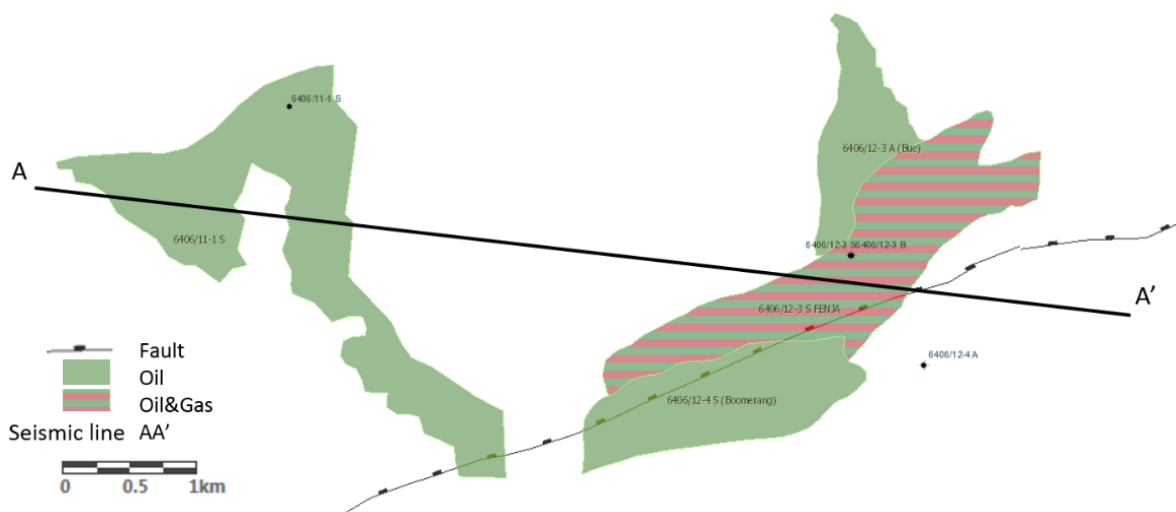 6406/11-1 S
6406/12-3 A (Bue)
A
6406/11-1 S
6406/12-3 S6406/12-3 B
A'
6406/12-3 S FENJA
Fault
6406/12-4 A
Oil
Oil&Gas
6406/12-4 S (Boomerang)
Seismic line AA'
0 0.5 1km